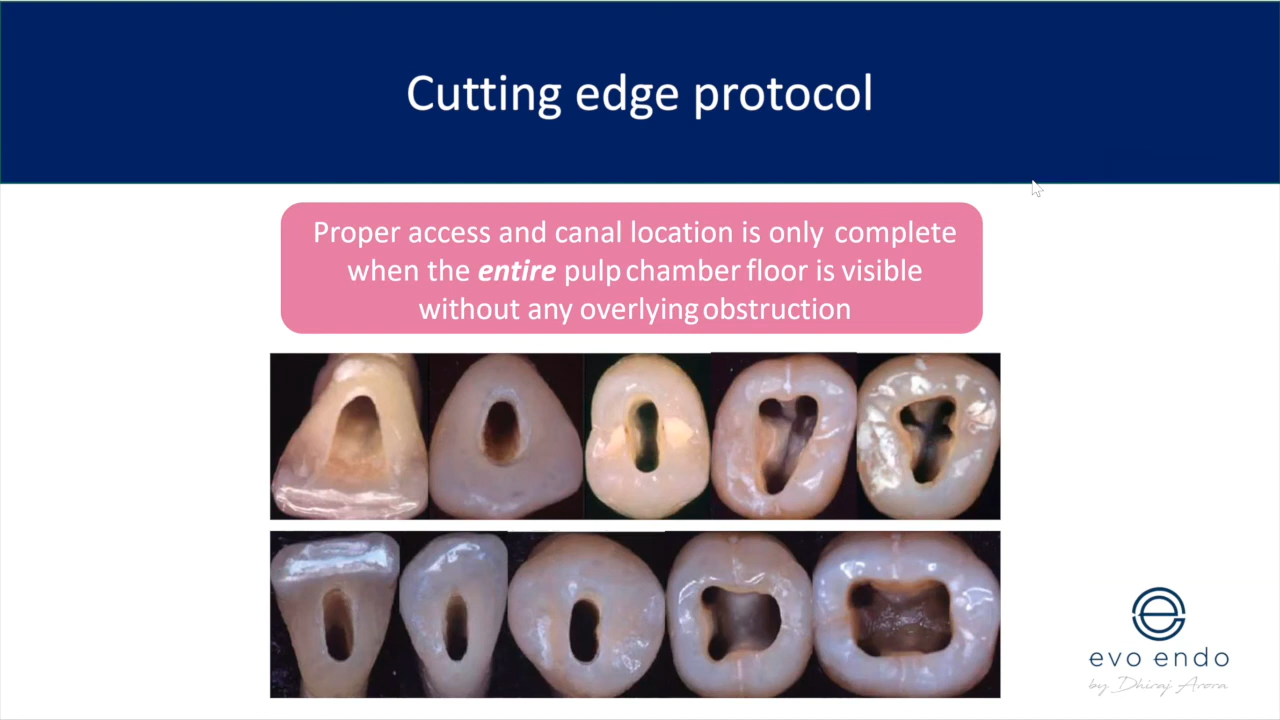 Cutting edge protocol
Proper access and canal location is only complete
when the entire pulp chamber floor is visible
without any overlying obstruction
evo endo
by Dhiraj Arora